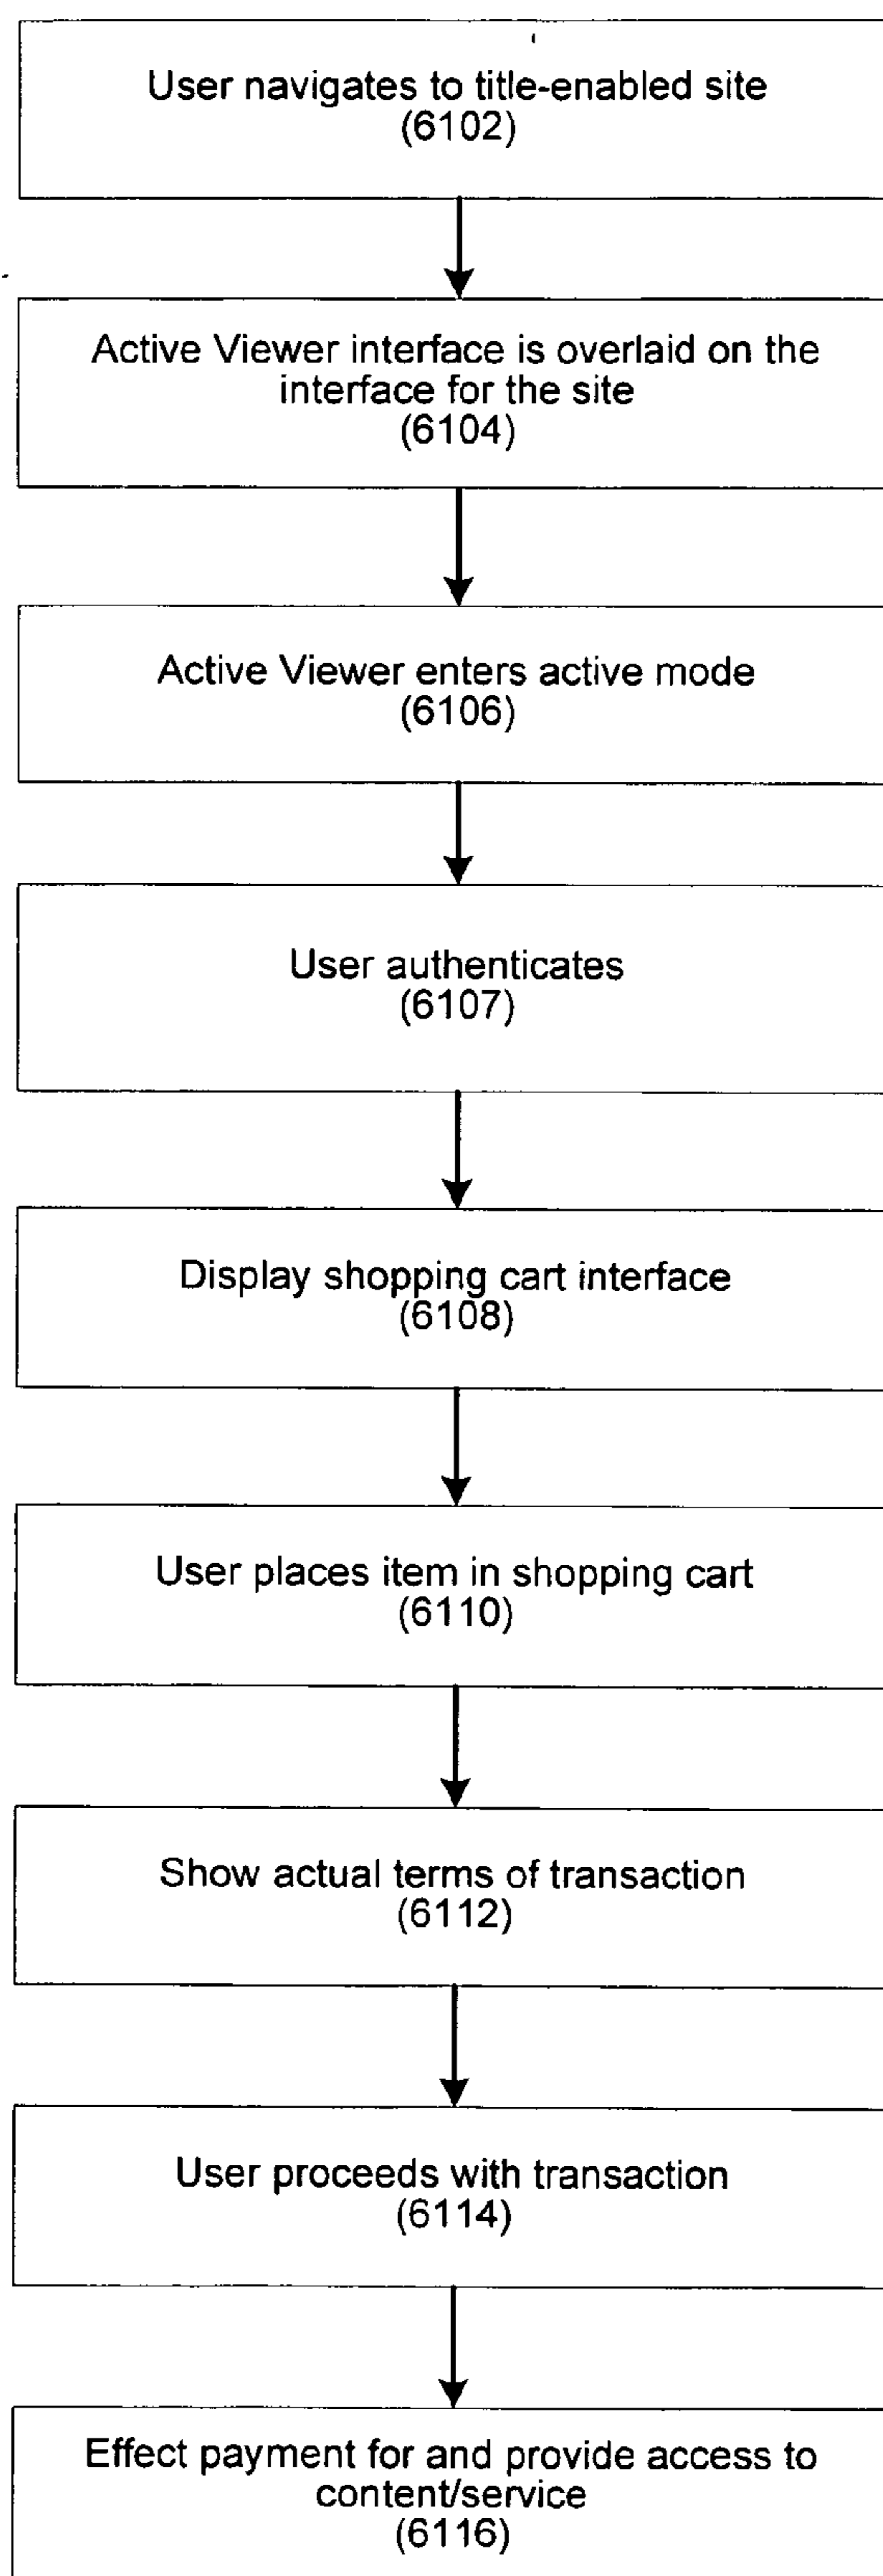 User navigates to title-enabled site
(6102)
Active Viewer interface is overlaid on the
interface for the site
(6104)
Active Viewer enters active mode
(6106)
User authenticates
(6107)
Display shopping cart interface
(6108)
User places item in shopping cart
(6110)
Show actual terms of transaction
(6112)
User proceeds with transaction
(6114)
Effect payment for and provide access to
content/service
(6116)